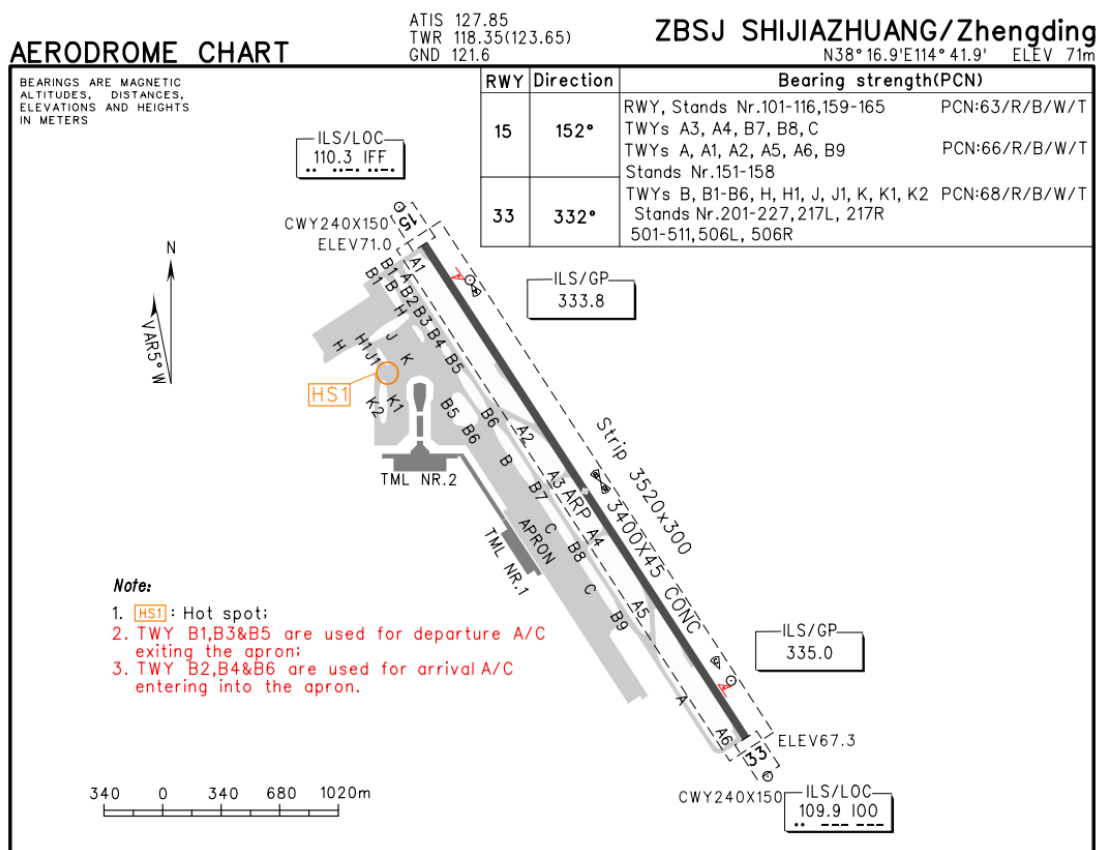 ATIS 127.85
TWR 118.35(123.65)
GND 121.6
ZBSJ SHIJIAZHUANG/Zhengding
N38°16.9'E114°41.9' ELEV 71m
AERODROME CHART
BEARINGS ARE MAGNETIC
ALTITUDES, DISTANCES,
ELEVATIONS AND HEIGHTS
IN METERS
RWY Direction Bearing strength(PCN)
15 152°
RWY, Stands Nr.101-116,159-165 PCN:63/R/B/W/T
TWYs A3, A4, B7, B8, C
TWYs A, A1, A2, A5, A6, B9 PCN:66/R/B/W/T
Stands Nr.151-158
33 332°
TWYs B, B1-B6, H, H1, J, J1, K, K1, K2 PCN:68/R/B/W/T
Stands Nr.201-227,217L, 217R
501-511,506L, 506R
ILS/LOC
110.3 IFF
CWY240X150
15
ELEV71.0
N
VAR5°W
ILS/GP
333.8
A1
B1
B1
A
B
B2
H
B3
B4
J
H
H1
J1
K
B5
HS1
K2
K1
B5
B6
B6
A2
B
Strip 3520x300
TML NR.2
A3
B7
ARP
3400X45 CONC
C
A4
APRON
B8
TML NR.1
C
A5
B9
A
A6
ILS/GP
335.0
ELEV67.3
33
CWY240X150
ILS/LOC
109.9 IOO
Note:
1. HS1 : Hot spot;
2. TWY B1,B3&B5 are used for departure A/C
exiting the apron;
3. TWY B2,B4&B6 are used for arrival A/C
entering into the apron.
340 0 340 680 1020m